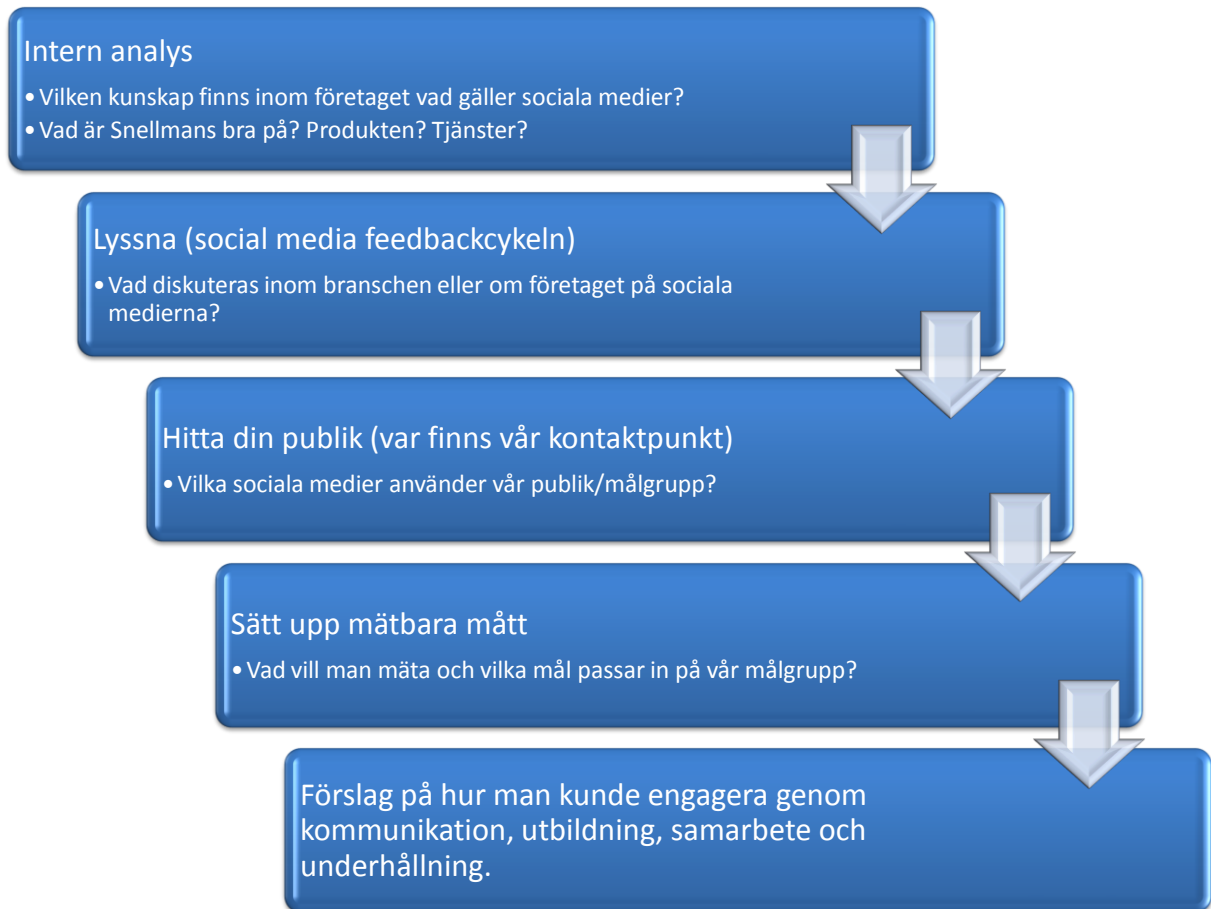 Intern analys
•Vilken kunskap finns inom företaget vad gäller sociala medier?
•Vad är Snellmans bra på? Produkten? Tjänster?
Lyssna (social media feedbackcykeln)
•Vad diskuteras inom branschen eller om företaget på sociala
medierna?
Hitta din publik (var finns vår kontaktpunkt)
•Vilka sociala medier använder vår publik/målgrupp?
Sätt upp mätbara mått
•Vad vill man mäta och vilka mål passar in på vår målgrupp?
Förslag på hur man kunde engagera genom
kommunikation, utbildning, samarbete och
underhållning.